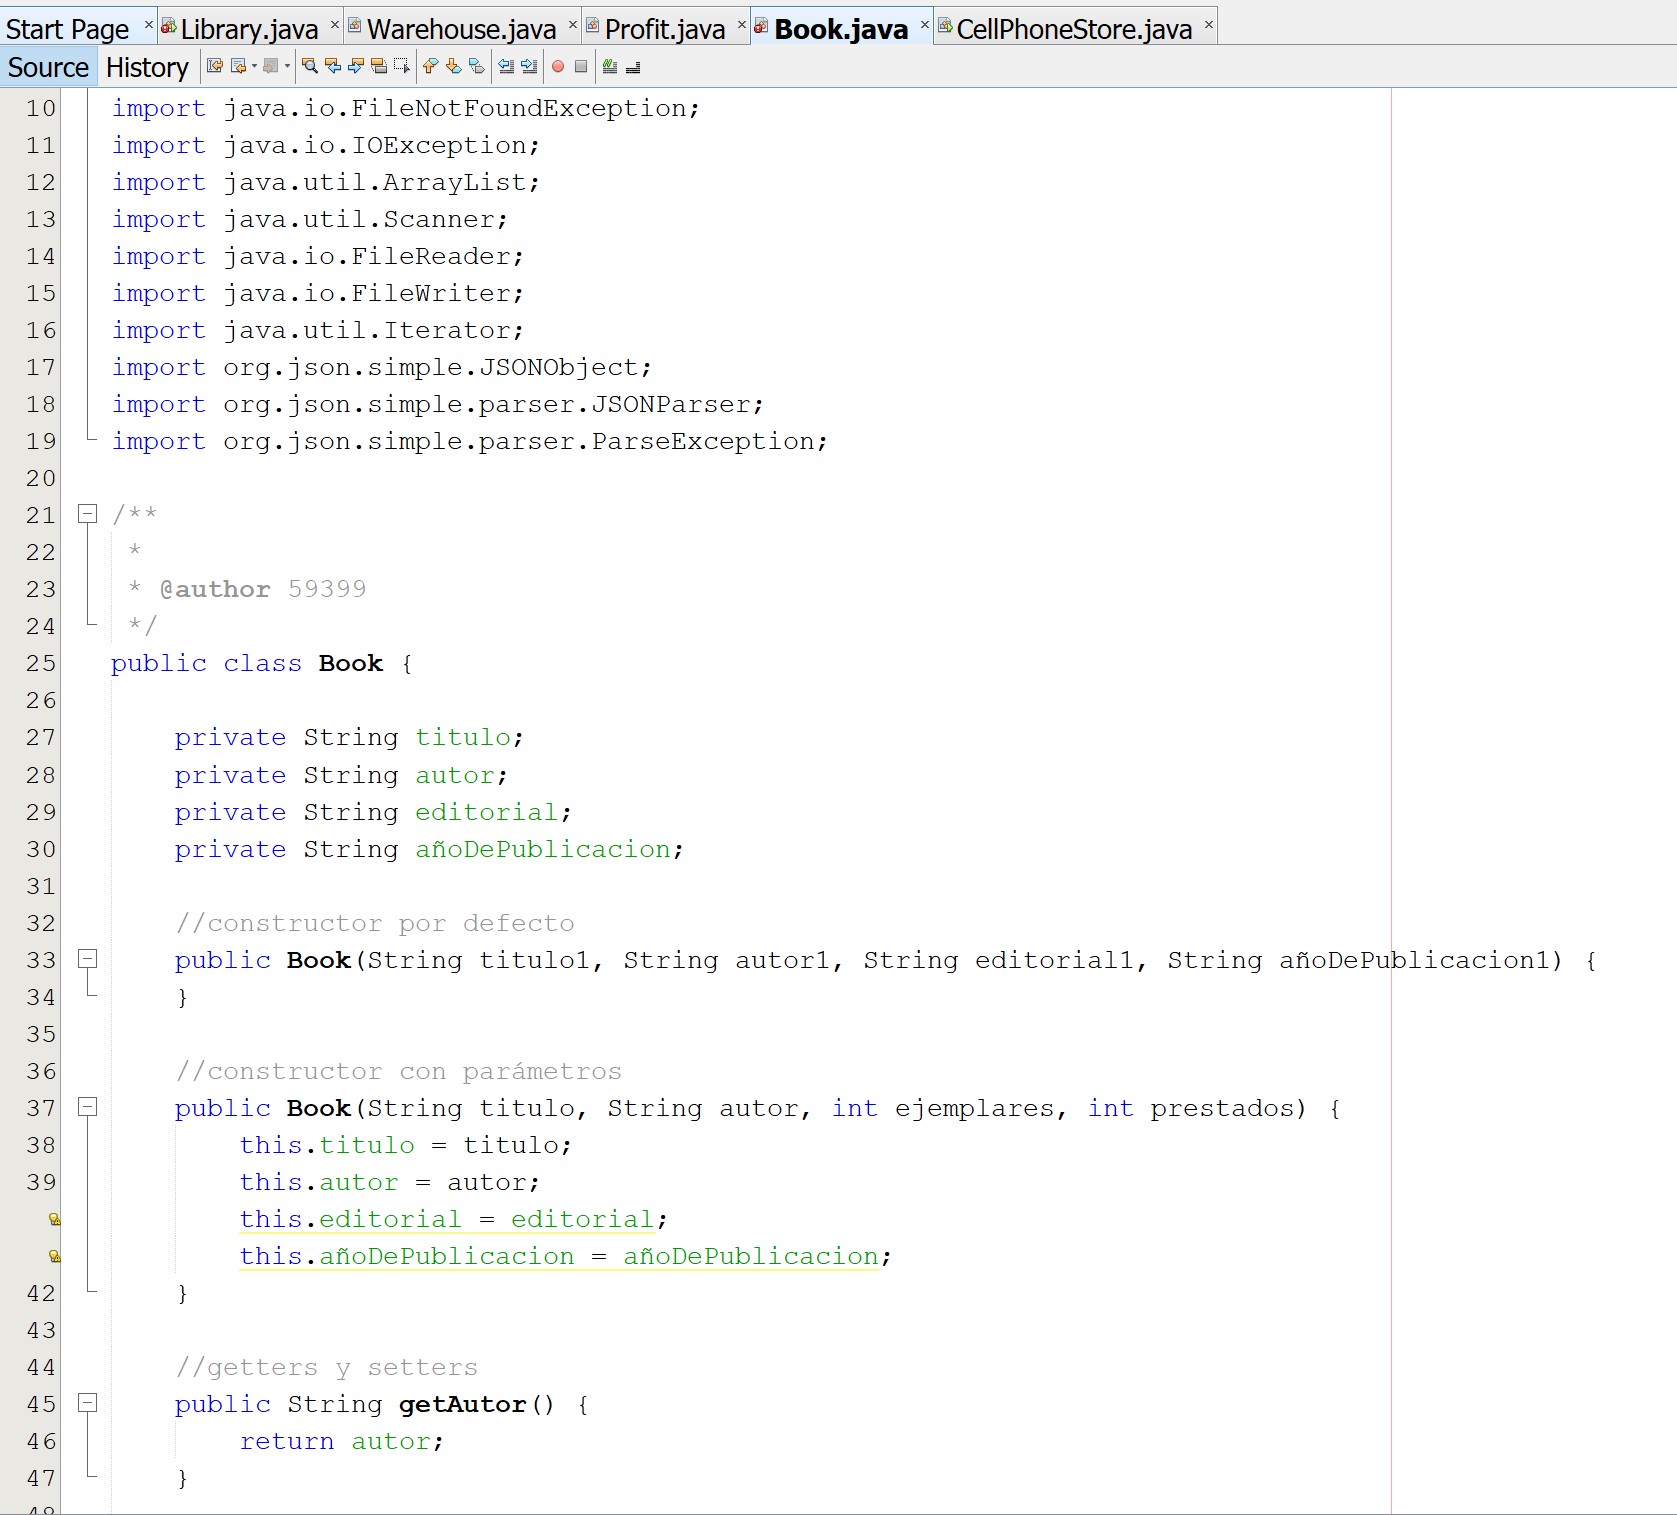 Start Page Library.java Warehouse.java Profit.java Book.java CellPhoneStore.java
Source History
10 import java.io.FileNotFoundException;
11 import java.io.IOException;
12 import java.util.ArrayList;
13 import java.util.Scanner;
14 import java.io.FileReader;
15 import java.io.FileWriter;
16 import java.util.Iterator;
17 import org.json.simple.JSONObject;
18 import org.json.simple.parser.JSONParser;
19 import org.json.simple.parser.ParseException;
20
21 /**
22 *
23 * @author 59399
24 */
25 public class Book {
26
27 private String titulo;
28 private String autor;
29 private String editorial;
30 private String añoDePublicacion;
31
32 //constructor por defecto
33 public Book(String titulo1, String autor1, String editorial1, String añoDePublicacion1) {
34 }
35
36 //constructor con parámetros
37 public Book(String titulo, String autor, int ejemplares, int prestados) {
38 this.titulo = titulo;
39 this.autor = autor;
this.editorial = editorial;
this.añoDePublicacion = añoDePublicacion;
42 }
43
44 //getters y setters
45 public String getAutor() {
46 return autor;
47 }
48